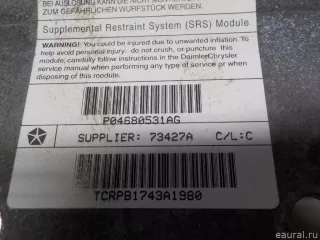 BEI AUSLÖSUNG KANN DIE NICHT
ZUM GEFÄHRLICHEN WURFSTÜCK WERDEN.
Supplemental Restraint System (SRS) Module
WARNING! You could be injured by unwanted inflation. To
help avoid personal injury: do not crush, or puncture this
module; carefully follow instructions in the DaimlerChrysler
service manual when performing any type of service or when
disposing of this module.
P04680531AG
SUPPLIER: 73427A C/L:C
TCRPB1743A1980
© eaural.ru